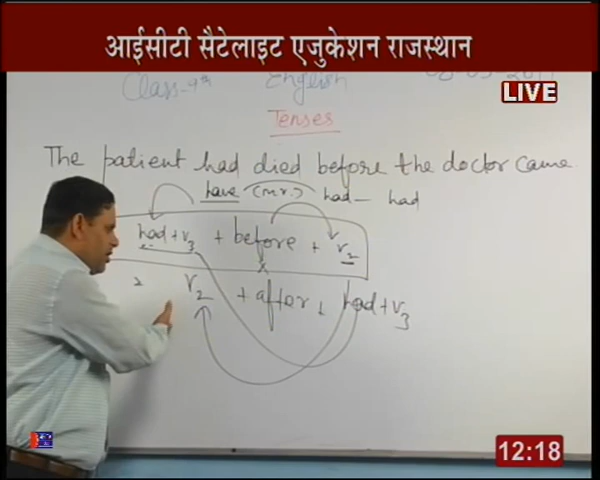 आईसीटी सैटेलाइट एजुकेशन राजस्थान
LIVE
Class-9th English
Tenses
The patient had died before the doctor came
have (m.v.) had — had
had+V3 + before + V2
V2 + after + had+V3
12:18